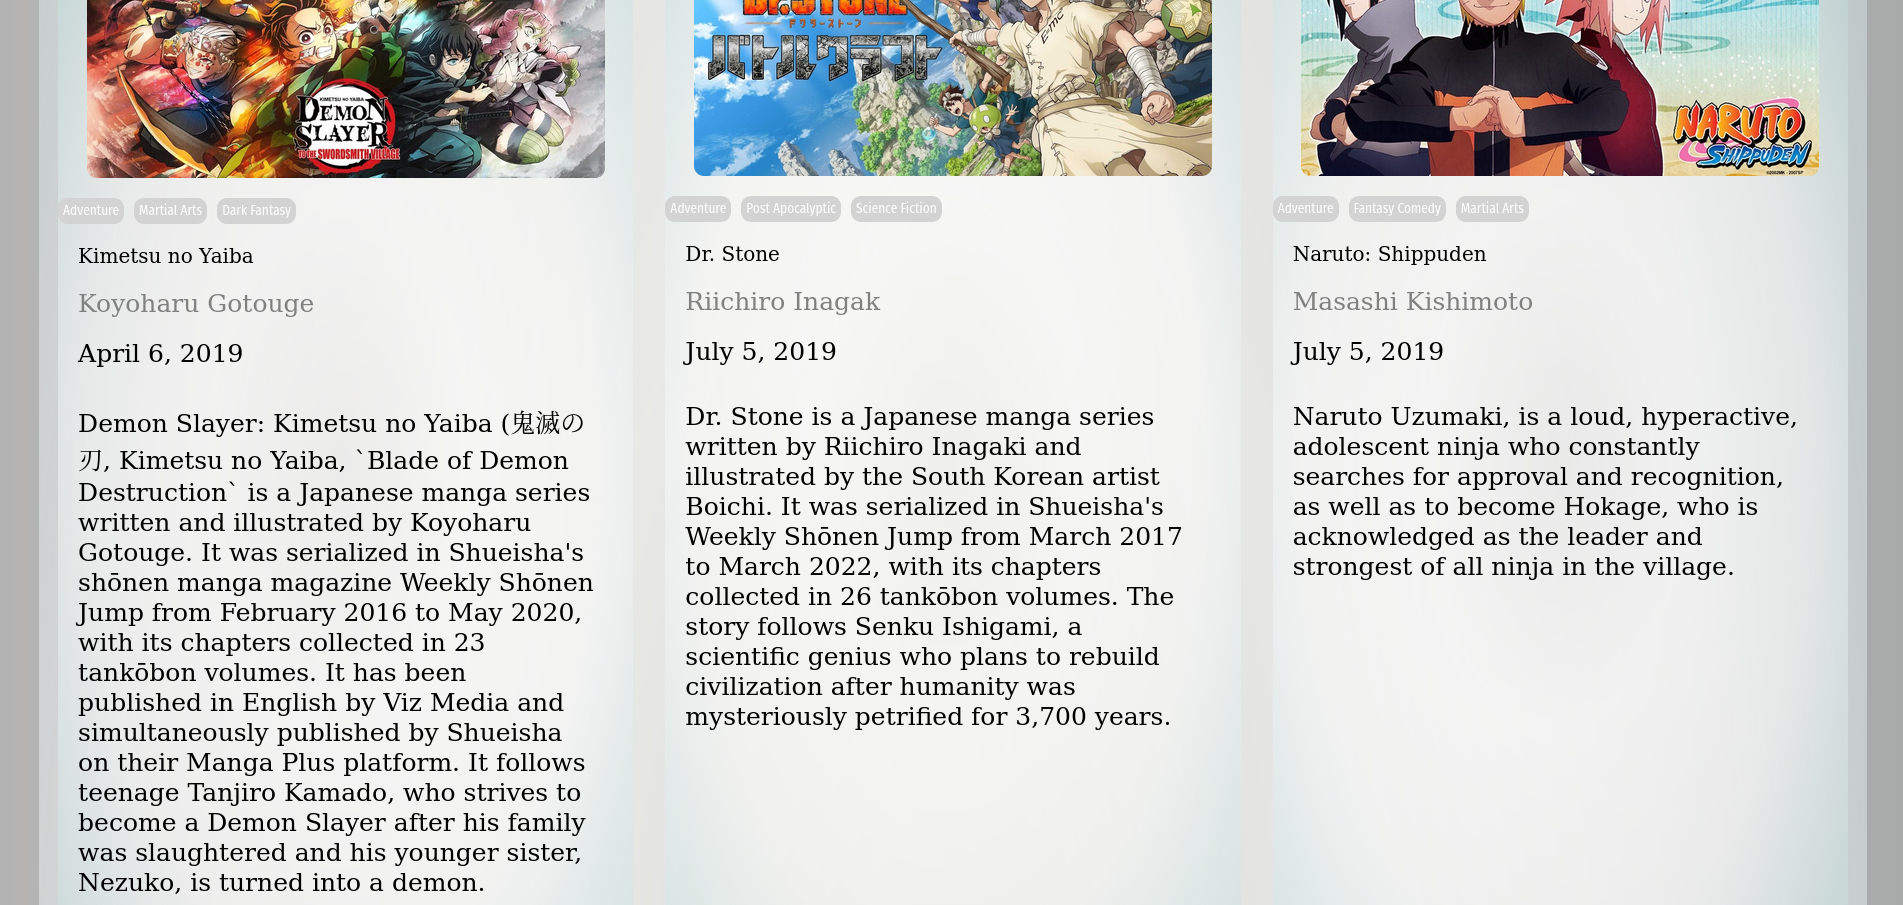 KIMETSU NO YAIBA
DEMON
SLAYER
TO THE SWORDSMITH VILLAGE
Adventure
Martial Arts
Dark Fantasy
Kimetsu no Yaiba
Koyoharu Gotouge
April 6, 2019
Demon Slayer: Kimetsu no Yaiba (鬼滅の
刃, Kimetsu no Yaiba, `Blade of Demon
Destruction` is a Japanese manga series
written and illustrated by Koyoharu
Gotouge. It was serialized in Shueisha's
shōnen manga magazine Weekly Shōnen
Jump from February 2016 to May 2020,
with its chapters collected in 23
tankōbon volumes. It has been
published in English by Viz Media and
simultaneously published by Shueisha
on their Manga Plus platform. It follows
teenage Tanjiro Kamado, who strives to
become a Demon Slayer after his family
was slaughtered and his younger sister,
Nezuko, is turned into a demon.
Dr.STONE
ドクターストーン
バトルクラフト
Adventure
Post Apocalyptic
Science Fiction
Dr. Stone
Riichiro Inagak
July 5, 2019
Dr. Stone is a Japanese manga series
written by Riichiro Inagaki and
illustrated by the South Korean artist
Boichi. It was serialized in Shueisha's
Weekly Shōnen Jump from March 2017
to March 2022, with its chapters
collected in 26 tankōbon volumes. The
story follows Senku Ishigami, a
scientific genius who plans to rebuild
civilization after humanity was
mysteriously petrified for 3,700 years.
NARUTO
SHIPPUDEN
Adventure
Fantasy Comedy
Martial Arts
Naruto: Shippuden
Masashi Kishimoto
July 5, 2019
Naruto Uzumaki, is a loud, hyperactive,
adolescent ninja who constantly
searches for approval and recognition,
as well as to become Hokage, who is
acknowledged as the leader and
strongest of all ninja in the village.